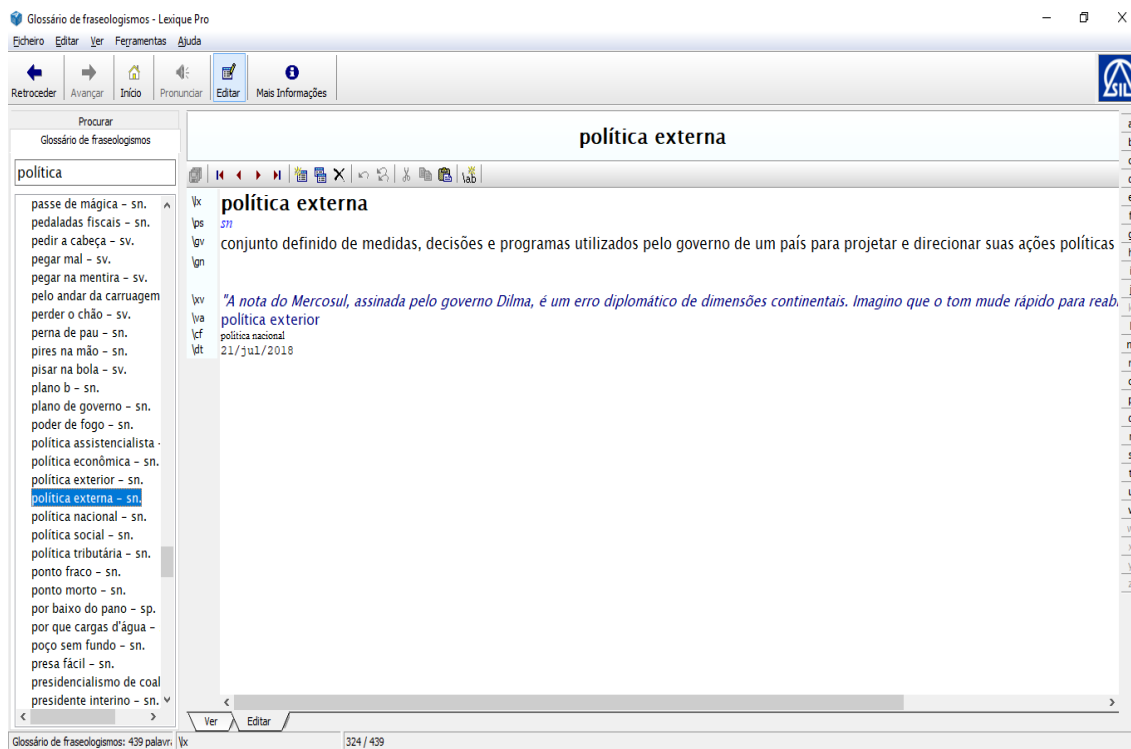 Glossário de fraseologismos - Lexique Pro
Ficheiro Editar Ver Ferramentas Ajuda
Retroceder Avançar Início Pronunciar Editar Mais Informações
SIL
Procurar
Glossário de fraseologismos
política
passe de mágica – sn.
pedaladas fiscais – sn.
pedir a cabeça – sv.
pegar mal – sv.
pegar na mentira – sv.
pelo andar da carruagem
perder o chão – sv.
perna de pau – sn.
pires na mão – sn.
pisar na bola – sv.
plano b – sn.
plano de governo – sn.
poder de fogo – sn.
política assistencialista
política econômica – sn.
política exterior – sn.
política externa – sn.
política nacional – sn.
política social – sn.
política tributária – sn.
ponto fraco – sn.
ponto morto – sn.
por baixo do pano – sp.
por que cargas d'água –
poço sem fundo – sn.
presa fácil – sn.
presidencialismo de coal
presidente interino – sn.
política externa
\lx política externa
\ps sn
\gv conjunto definido de medidas, decisões e programas utilizados pelo governo de um país para projetar e direcionar suas ações políticas
\gn
\xv "A nota do Mercosul, assinada pelo governo Dilma, é um erro diplomático de dimensões continentais. Imagino que o tom mude rápido para reab
\va política exterior
\cf política nacional
\dt 21/jul/2018
Ver Editar
Glossário de fraseologismos: 439 palavr. \lx 324 / 439